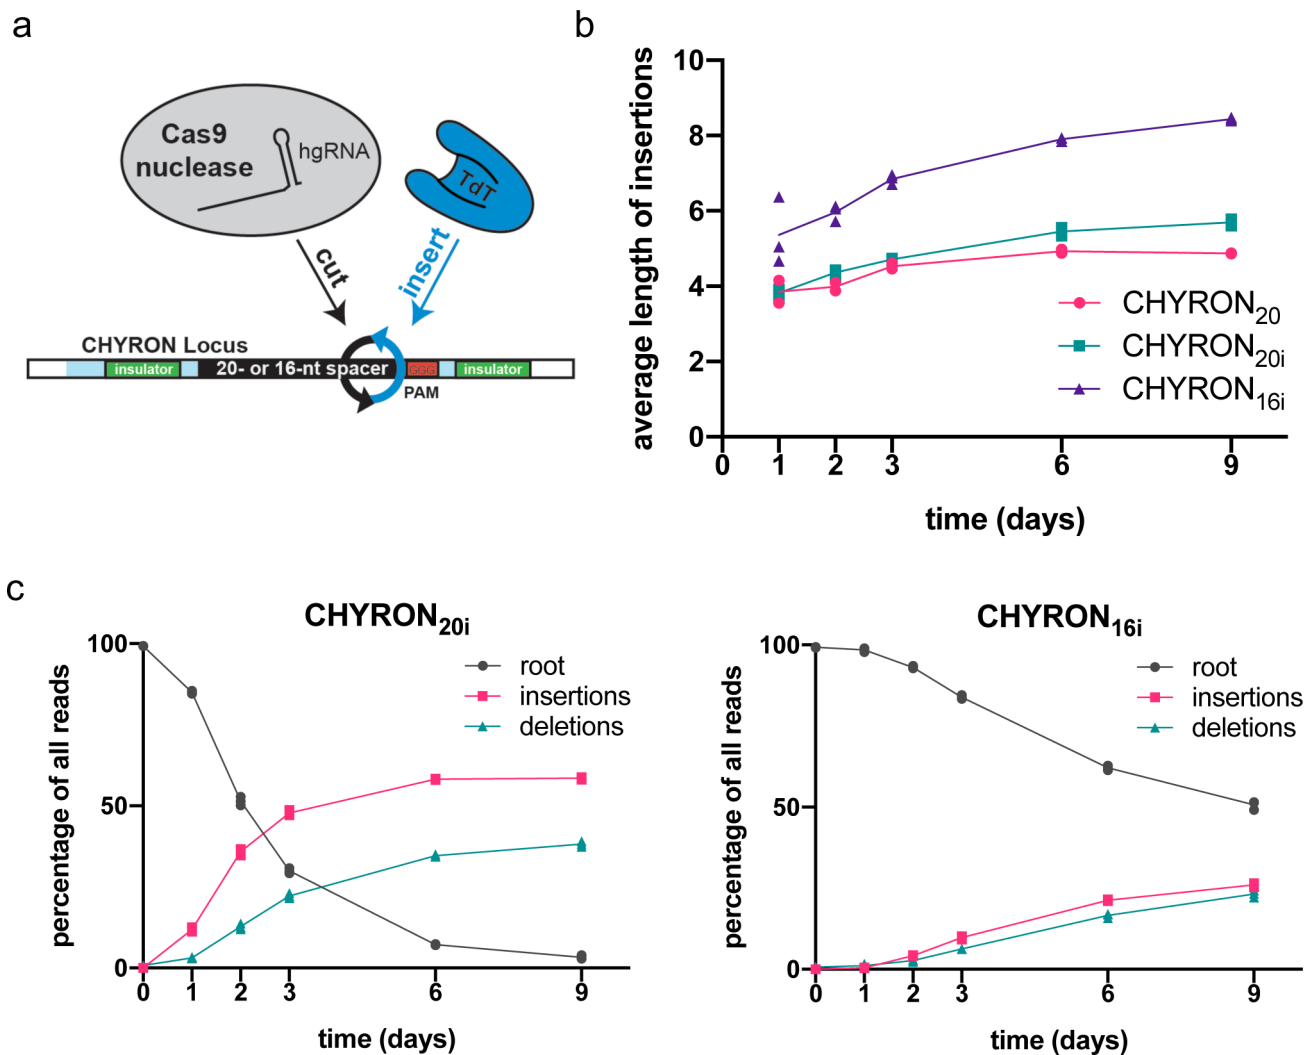 a
Cas9
nuclease
hgRNA
TdT
cut
insert
CHYRON Locus
insulator
20- or 16-nt spacer
GGG
insulator
PAM
b
average length of insertions
10
8
6
4
2
0
0 1 2 3 6 9
time (days)
CHYRON20
CHYRON20i
CHYRON16i
c
CHYRON20i
percentage of all reads
100
50
0
0 1 2 3 6 9
time (days)
root
insertions
deletions
CHYRON16i
percentage of all reads
100
50
0
0 1 2 3 6 9
time (days)
root
insertions
deletions